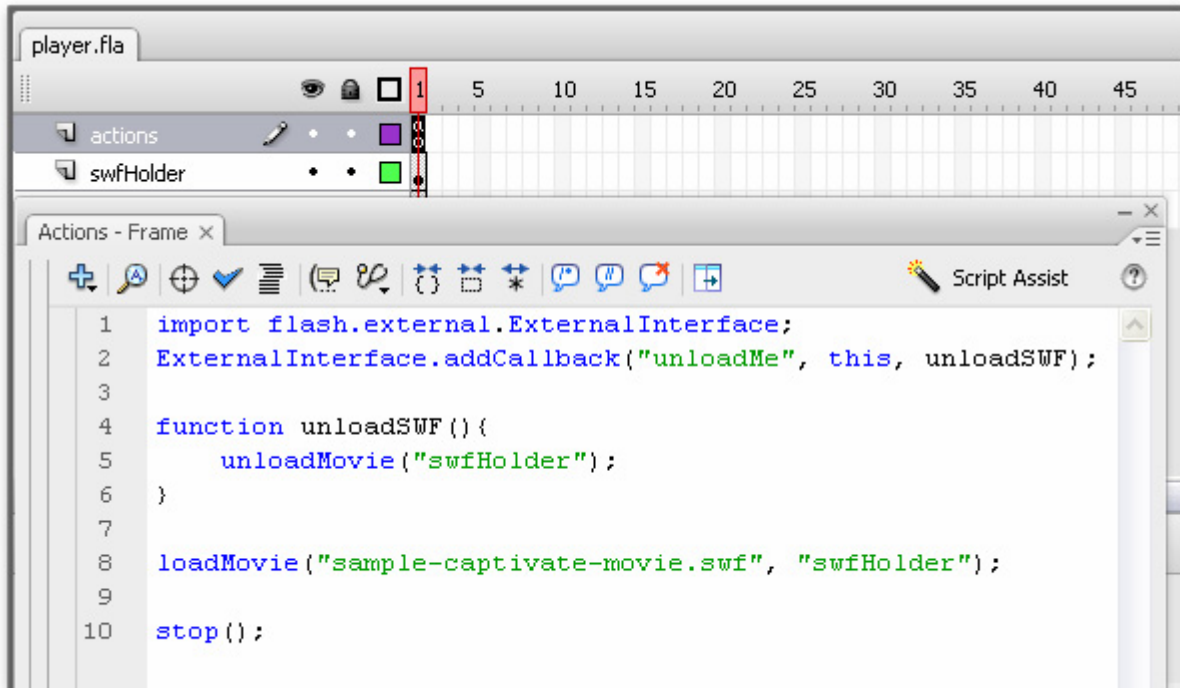 player.fla
1 5 10 15 20 25 30 35 40 45
actions
swfHolder
Actions - Frame ×
Script Assist
1 import flash.external.ExternalInterface;
2 ExternalInterface.addCallback("unloadMe", this, unloadSWF);
3
4 function unloadSWF(){
5 unloadMovie("swfHolder");
6 }
7
8 loadMovie("sample-captivate-movie.swf", "swfHolder");
9
10 stop();